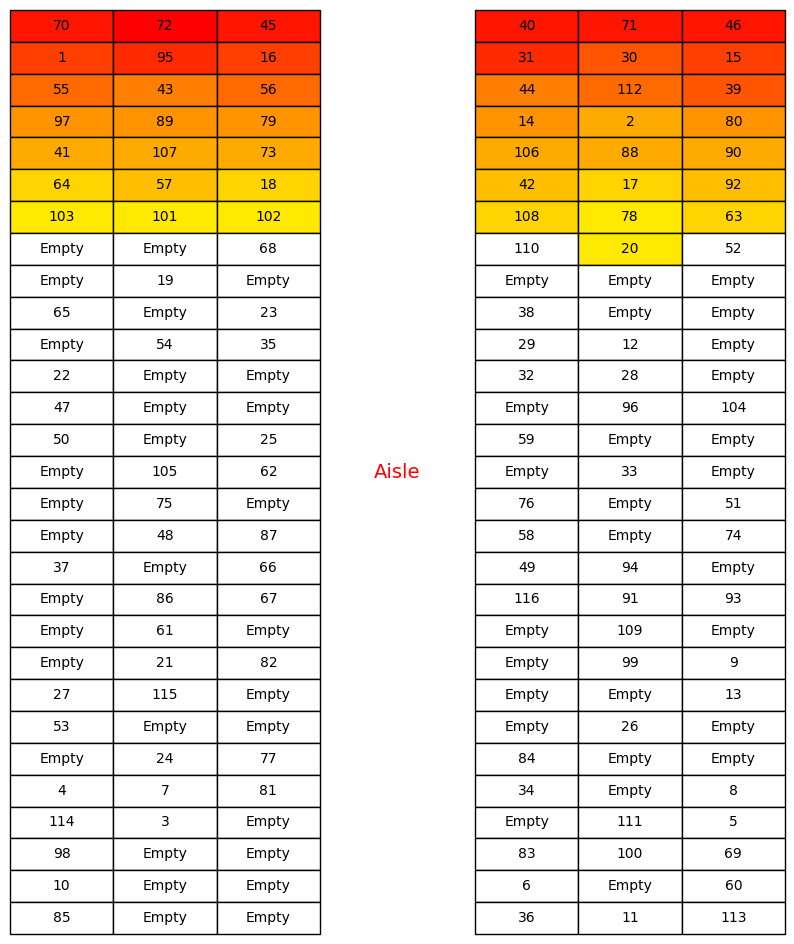 70 72 45 40 71 46
1 95 16 31 30 15
55 43 56 44 112 39
97 89 79 14 2 80
41 107 73 106 88 90
64 57 18 42 17 92
103 101 102 108 78 63
Empty Empty 68 110 20 52
Empty 19 Empty Empty Empty Empty
65 Empty 23 38 Empty Empty
Empty 54 35 29 12 Empty
22 Empty Empty 32 28 Empty
47 Empty Empty Empty 96 104
50 Empty 25 59 Empty Empty
Empty 105 62 Aisle Empty 33 Empty
Empty 75 Empty 76 Empty 51
Empty 48 87 58 Empty 74
37 Empty 66 49 94 Empty
Empty 86 67 116 91 93
Empty 61 Empty Empty 109 Empty
Empty 21 82 Empty 99 9
27 115 Empty Empty Empty 13
53 Empty Empty Empty 26 Empty
Empty 24 77 84 Empty Empty
4 7 81 34 Empty 8
114 3 Empty Empty 111 5
98 Empty Empty 83 100 69
10 Empty Empty 6 Empty 60
85 Empty Empty 36 11 113